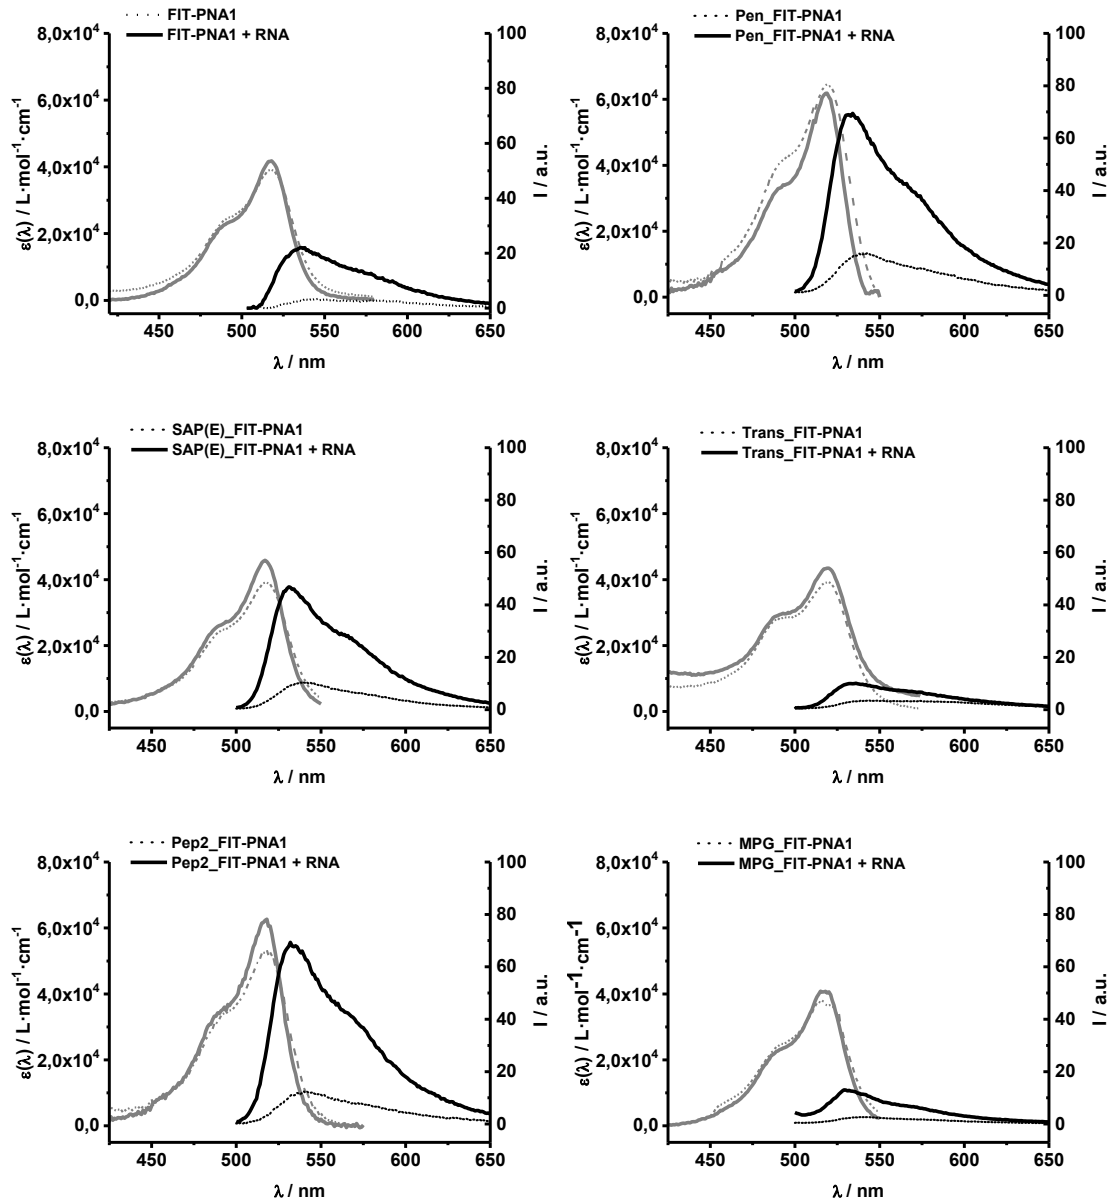 FIT-PNA1
FIT-PNA1 + RNA
8,0x10⁴
6,0x10⁴
4,0x10⁴
2,0x10⁴
0,0
ε(λ) / L·mol⁻¹·cm⁻¹
100
80
60
40
20
0
I / a.u.
450 500 550 600 650
λ / nm
Pen_FIT-PNA1
Pen_FIT-PNA1 + RNA
8,0x10⁴
6,0x10⁴
4,0x10⁴
2,0x10⁴
0,0
ε(λ) / L·mol⁻¹·cm⁻¹
100
80
60
40
20
0
I / a.u.
450 500 550 600 650
λ / nm
SAP(E)_FIT-PNA1
SAP(E)_FIT-PNA1 + RNA
8,0x10⁴
6,0x10⁴
4,0x10⁴
2,0x10⁴
0,0
ε(λ) / L·mol⁻¹·cm⁻¹
100
80
60
40
20
0
I / a.u.
450 500 550 600 650
λ / nm
Trans_FIT-PNA1
Trans_FIT-PNA1 + RNA
8,0x10⁴
6,0x10⁴
4,0x10⁴
2,0x10⁴
0,0
ε(λ) / L·mol⁻¹·cm⁻¹
100
80
60
40
20
0
I / a.u.
450 500 550 600 650
λ / nm
Pep2_FIT-PNA1
Pep2_FIT-PNA1 + RNA
8,0x10⁴
6,0x10⁴
4,0x10⁴
2,0x10⁴
0,0
ε(λ) / L·mol⁻¹·cm⁻¹
100
80
60
40
20
0
I / a.u.
450 500 550 600 650
λ / nm
MPG_FIT-PNA1
MPG_FIT-PNA1 + RNA
8,0x10⁴
6,0x10⁴
4,0x10⁴
2,0x10⁴
0,0
ε(λ) / L·mol-1·cm-1
100
80
60
40
20
0
I / a.u.
450 500 550 600 650
λ / nm